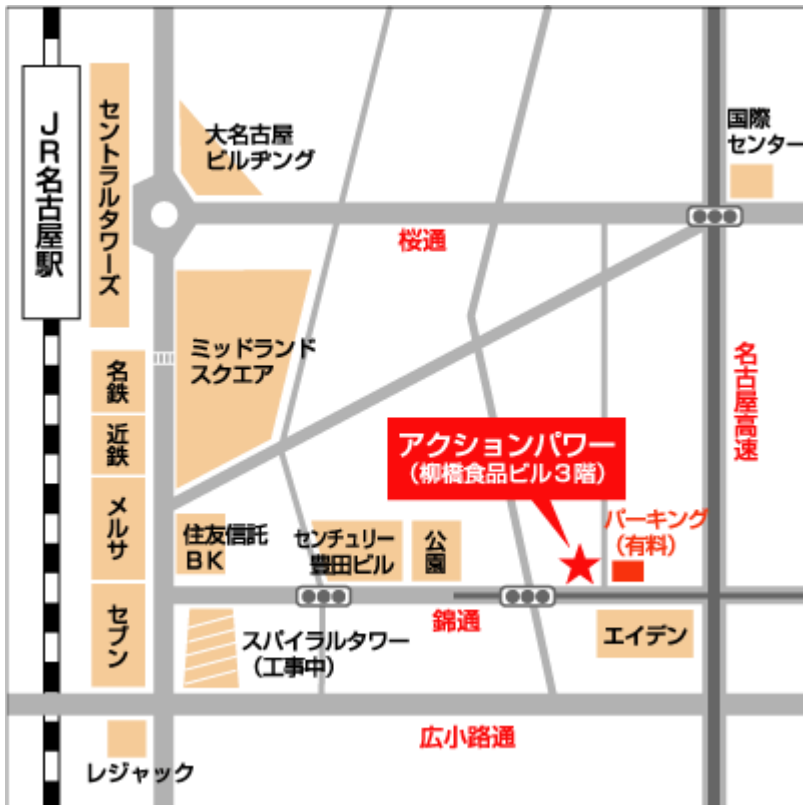 JR名古屋駅
セントラルタワーズ
大名古屋
ビルヂング
国際
センター
桜通
ミッドランド
スクエア
名鉄
近鉄
メルサ
セブン
名古屋高速
アクションパワー
（柳橋食品ビル３階）
パーキング
（有料）
住友信託
ＢＫ
センチュリー
豊田ビル
公園
錦通
スパイラルタワー
（工事中）
エイデン
広小路通
レジャック